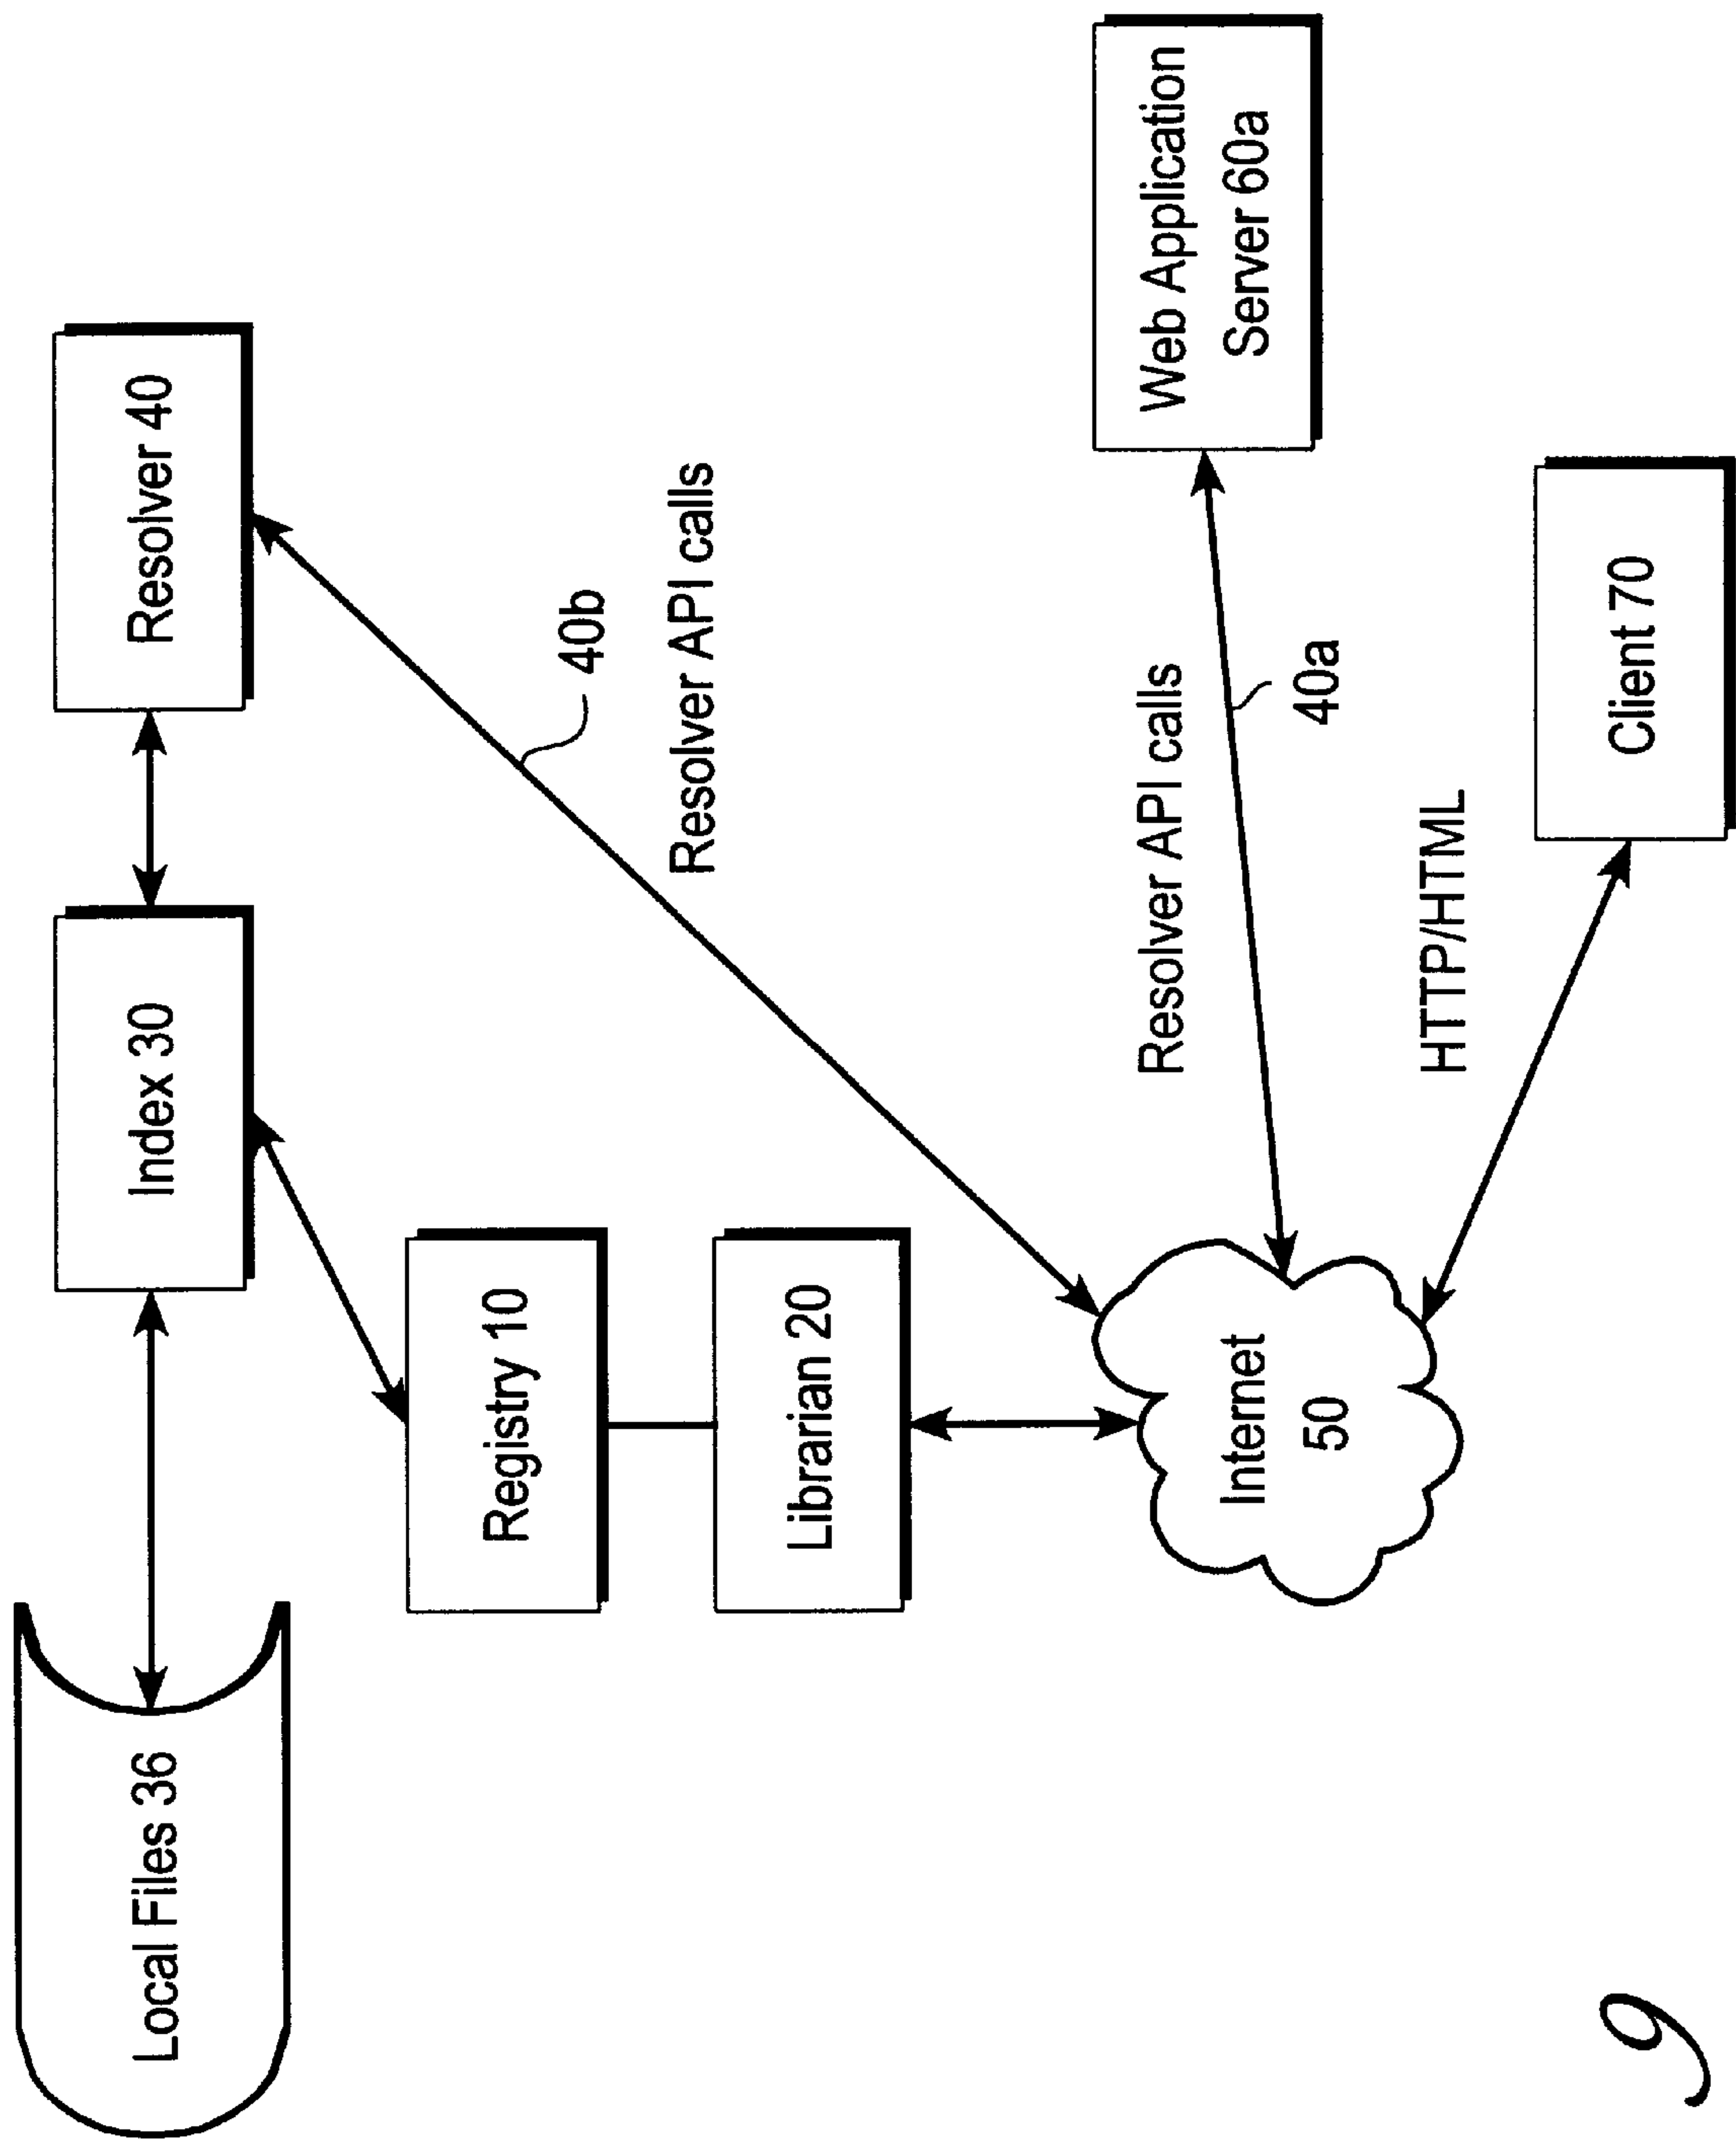 Local Files 36
Index 30
Resolver 40
Registry 10
40b
Resolver API calls
Librarian 20
Internet
50
Resolver API calls
40a
Web Application
Server 60a
HTTP/HTML
Client 70
9